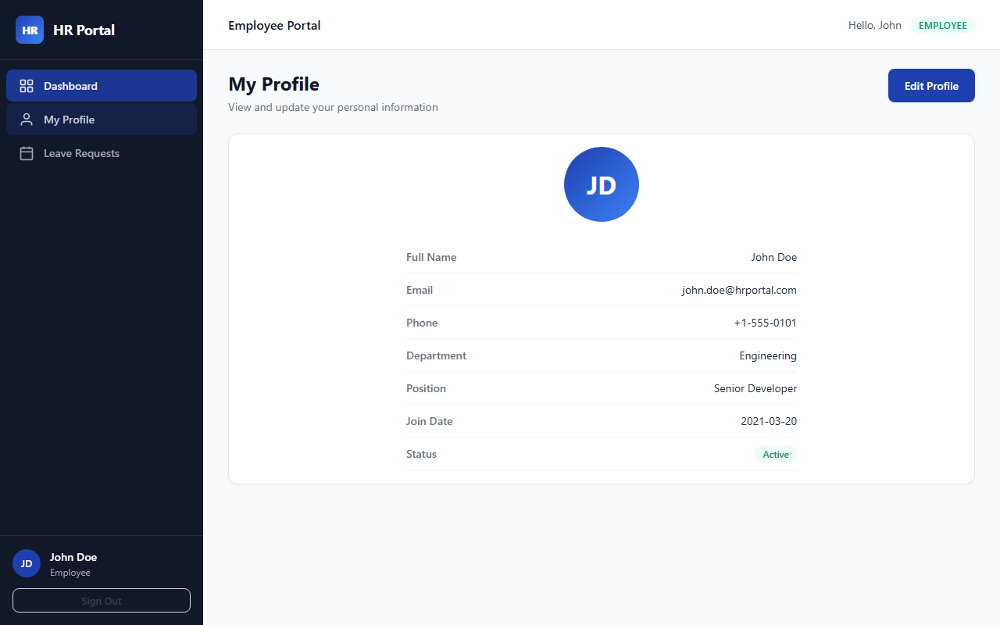 HR HR Portal
Dashboard
My Profile
Leave Requests
JD John Doe
Employee
Sign Out
Employee Portal
Hello, John EMPLOYEE
My Profile
View and update your personal information
Edit Profile
JD
Full Name John Doe
Email john.doe@hrportal.com
Phone +1-555-0101
Department Engineering
Position Senior Developer
Join Date 2021-03-20
Status Active